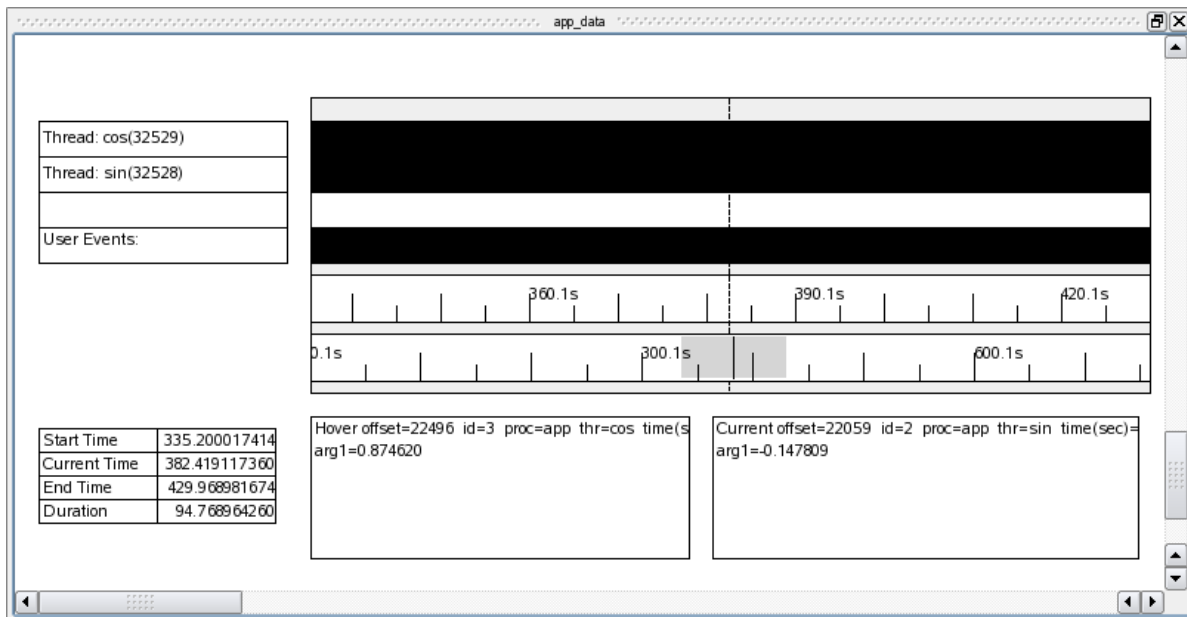 app_data
Thread: cos(32529)
Thread: sin(32528)
User Events:
360.1s 390.1s 420.1s
0.1s 300.1s 600.1s
Start Time 335.200017414
Current Time 382.419117360
End Time 429.968981674
Duration 94.768964260
Hover offset=22496 id=3 proc=app thr=cos time(s
arg1=0.874620
Current offset=22059 id=2 proc=app thr=sin time(sec)=
arg1=-0.147809